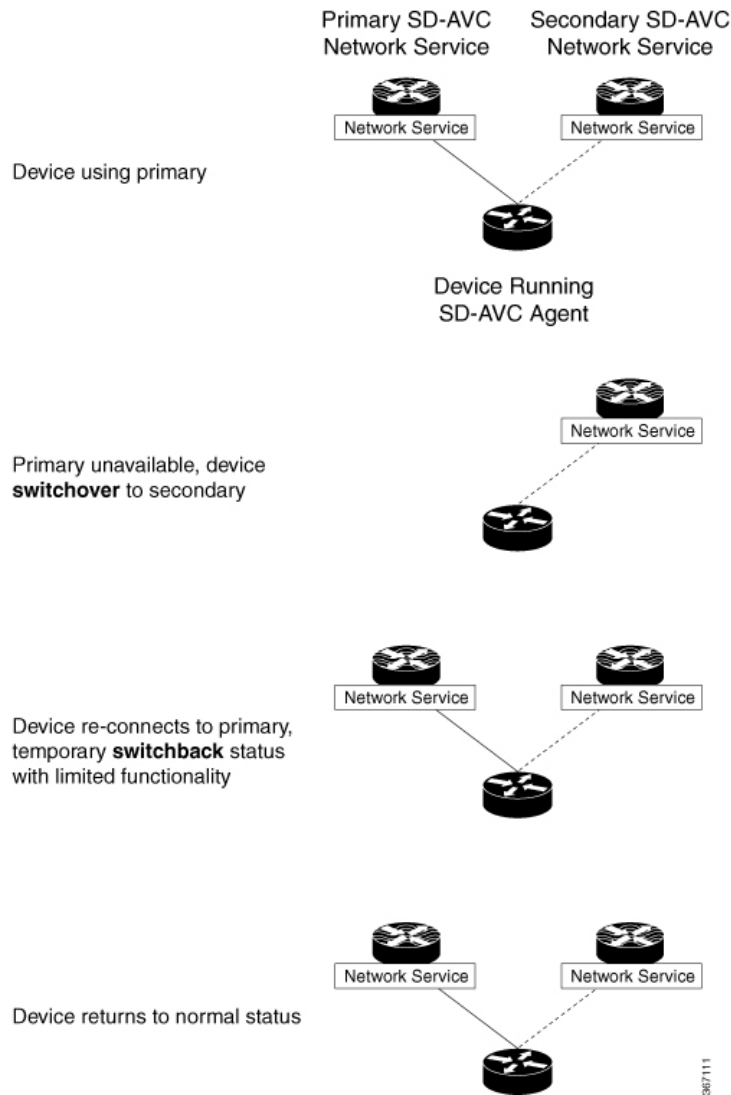 Primary SD-AVC
Network Service
Secondary SD-AVC
Network Service
Network Service
Network Service
Device using primary
Device Running
SD-AVC Agent
Network Service
Primary unavailable, device
switchover to secondary
Network Service
Network Service
Device re-connects to primary,
temporary switchback status
with limited functionality
Network Service
Network Service
Device returns to normal status
367111